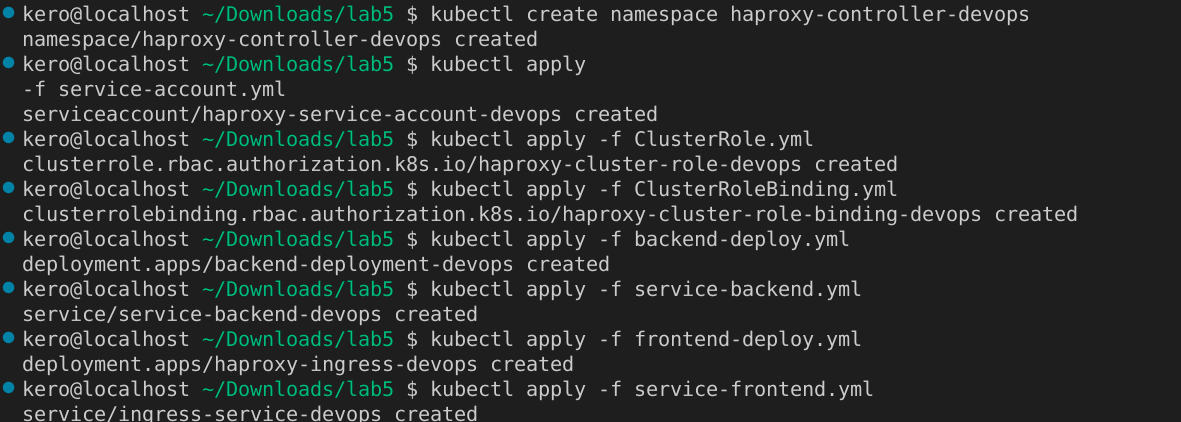 kero@localhost ~/Downloads/lab5 $ kubectl create namespace haproxy-controller-devops
namespace/haproxy-controller-devops created
kero@localhost ~/Downloads/lab5 $ kubectl apply
-f service-account.yml
serviceaccount/haproxy-service-account-devops created
kero@localhost ~/Downloads/lab5 $ kubectl apply -f ClusterRole.yml
clusterrole.rbac.authorization.k8s.io/haproxy-cluster-role-devops created
kero@localhost ~/Downloads/lab5 $ kubectl apply -f ClusterRoleBinding.yml
clusterrolebinding.rbac.authorization.k8s.io/haproxy-cluster-role-binding-devops created
kero@localhost ~/Downloads/lab5 $ kubectl apply -f backend-deploy.yml
deployment.apps/backend-deployment-devops created
kero@localhost ~/Downloads/lab5 $ kubectl apply -f service-backend.yml
service/service-backend-devops created
kero@localhost ~/Downloads/lab5 $ kubectl apply -f frontend-deploy.yml
deployment.apps/haproxy-ingress-devops created
kero@localhost ~/Downloads/lab5 $ kubectl apply -f service-frontend.yml
service/ingress-service-devops created